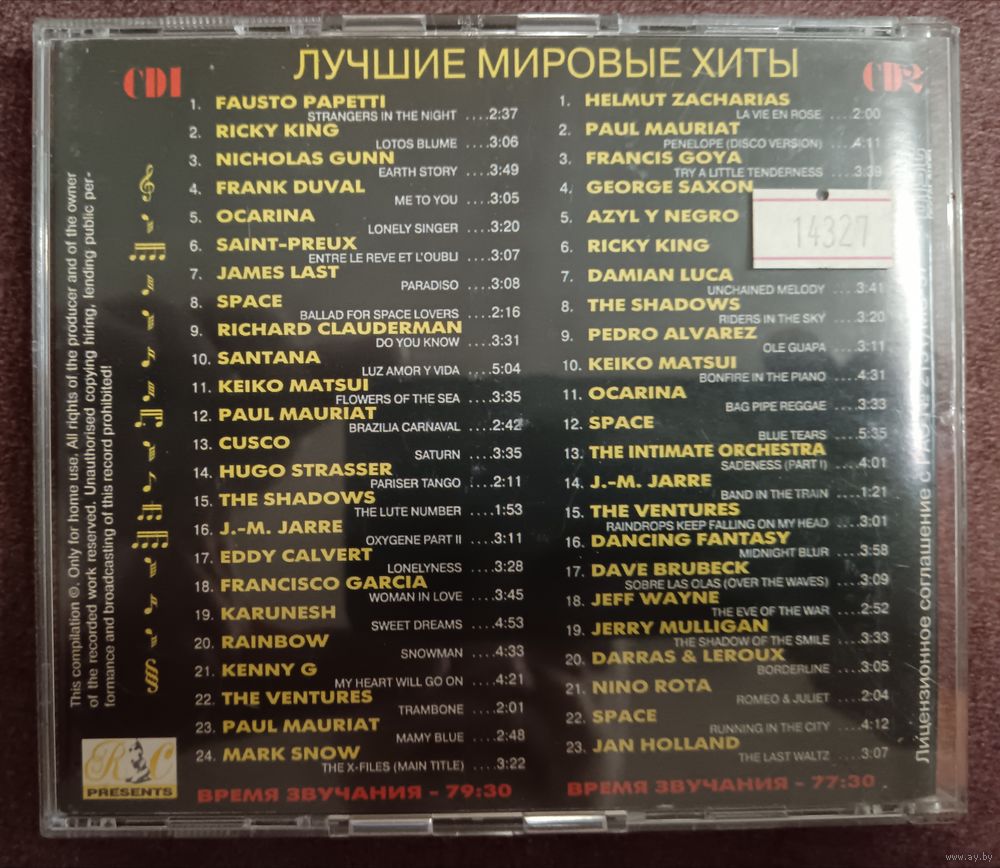 ЛУЧШИЕ МИРОВЫЕ ХИТЫ
CD1
1. FAUSTO PAPETTI
STRANGERS IN THE NIGHT ....2:37
2. RICKY KING
LOTOS BLUME ....3:06
3. NICHOLAS GUNN
EARTH STORY ....3:49
4. FRANK DUVAL
ME TO YOU ....3:05
5. OCARINA
LONELY SINGER ....3:20
6. SAINT-PREUX
ENTRE LE REVE ET L'OUBLI ....3:07
7. JAMES LAST
PARADISO ....3:08
8. SPACE
BALLAD FOR SPACE LOVERS ....2:16
9. RICHARD CLAUDERMAN
DO YOU KNOW ....3:31
10. SANTANA
LUZ AMOR Y VIDA ....5:04
11. KEIKO MATSUI
FLOWERS OF THE SEA ....3:35
12. PAUL MAURIAT
BRAZILIA CARNAVAL ....2:42
13. CUSCO
SATURN ....3:35
14. HUGO STRASSER
PARISER TANGO ....2:11
15. THE SHADOWS
THE LUTE NUMBER ....1:53
16. J.-M. JARRE
OXYGENE PART II ....3:11
17. EDDY CALVERT
LONELYNESS ....3:28
18. FRANCISCO GARCIA
WOMAN IN LOVE ....3:45
19. KARUNESH
SWEET DREAMS ....4:53
20. RAINBOW
SNOWMAN ....4:33
21. KENNY G
MY HEART WILL GO ON ....4:21
22. THE VENTURES
TRAMBONE ....2:01
23. PAUL MAURIAT
MAMY BLUE ....2:48
24. MARK SNOW
THE X-FILES (MAIN TITLE) ....3:22
ВРЕМЯ ЗВУЧАНИЯ - 79:30
CD2
1. HELMUT ZACHARIAS
LA VIE EN ROSE ....2:00
2. PAUL MAURIAT
PENELOPE (DISCO VERSION) ....4:11
3. FRANCIS GOYA
TRY A LITTLE TENDERNESS ....3:39
4. GEORGE SAXON
5. AZYL Y NEGRO
6. RICKY KING
7. DAMIAN LUCA
UNCHAINED MELODY ....3:41
8. THE SHADOWS
RIDERS IN THE SKY ....3:20
9. PEDRO ALVAREZ
OLE GUAPA ....3:11
10. KEIKO MATSUI
BONFIRE IN THE PIANO ....4:31
11. OCARINA
BAG PIPE REGGAE ....3:33
12. SPACE
BLUE TEARS ....5:35
13. THE INTIMATE ORCHESTRA
SADENESS (PART I) ....4:01
14. J.-M. JARRE
BAND IN THE TRAIN ....1:21
15. THE VENTURES
RAINDROPS KEEP FALLING ON MY HEAD ....3:01
16. DANCING FANTASY
MIDNIGHT BLUR ....3:58
17. DAVE BRUBECK
SOBRE LAS OLAS (OVER THE WAVES) ....3:09
18. JEFF WAYNE
THE EVE OF THE WAR ....2:52
19. JERRY MULLIGAN
THE SHADOW OF THE SMILE ....3:33
20. DARRAS & LEROUX
BORDERLINE ....3:05
21. NINO ROTA
ROMEO & JULIET ....2:04
22. SPACE
RUNNING IN THE CITY ....4:12
23. JAN HOLLAND
THE LAST WALTZ ....3:07
ВРЕМЯ ЗВУЧАНИЯ - 77:30
14327
This compilation ©. Only for home use. All rights of the producer and of the owner
of the recorded work reserved. Unauthorised copying hiring, lending public per-
formance and broadcasting of this record prohibited!
RC
PRESENTS
Лицензионное соглашение с
www.ay.by